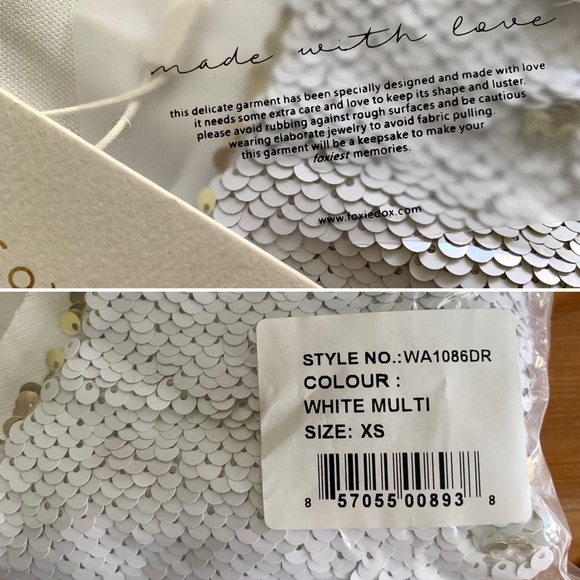 made with love
this delicate garment has been specially designed and made with love
it needs some extra care and love to keep its shape and luster.
please avoid rubbing against rough surfaces and be cautious
wearing elaborate jewelry to avoid fabric pulling.
this garment will be a keepsake to make your
foxiest memories.
www.foxiedox.com
STYLE NO.:WA1086DR
COLOUR :
WHITE MULTI
SIZE: XS
8 57055 00893 8